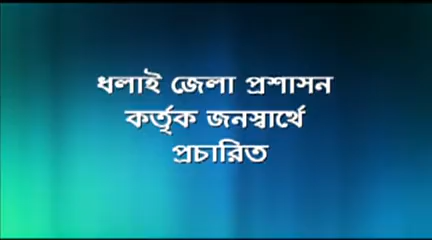 ধলাই জেলা প্রশাসন
কর্তৃক জনস্বার্থে
প্রচারিত